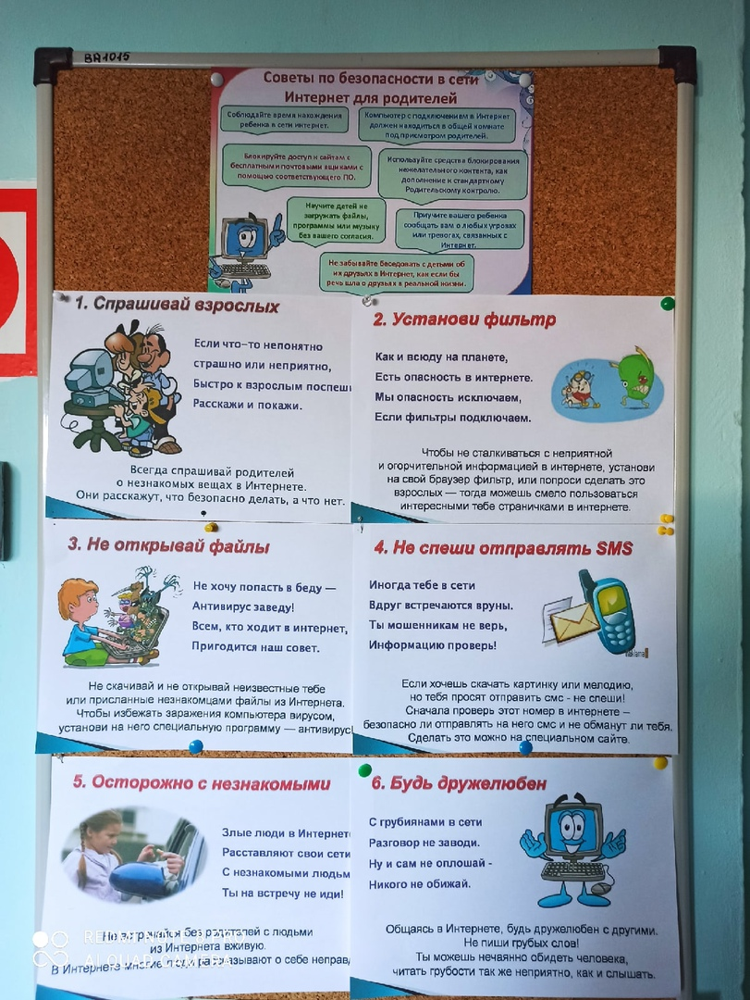 ВА1015
Советы по безопасности в сети
Интернет для родителей
Соблюдайте время нахождения
ребенка в сети интернет.
Компьютер с подключением в Интернет
должен находиться в общей комнате
под присмотром родителей.
Блокируйте доступ к сайтам с
бесплатными почтовыми ящиками с
помощью соответствующего ПО.
Используйте средства блокирования
нежелательного контента, как
дополнение к стандартному
Родительскому контролю.
Научите детей не
загружать файлы,
программы или музыку
без вашего согласия.
Приучите вашего ребенка
сообщать вам о любых угрозах
или тревогах, связанных с
Интернет.
Не забывайте беседовать с детьми об
их друзьях в Интернет, как если бы
речь шла о друзьях в реальной жизни.
1. Спрашивай взрослых
Если что-то непонятно
страшно или неприятно,
Быстро к взрослым поспеши
Расскажи и покажи.
Всегда спрашивай родителей
о незнакомых вещах в Интернете.
Они расскажут, что безопасно делать, а что нет.
2. Установи фильтр
Как и всюду на планете,
Есть опасность в интернете.
Мы опасность исключаем,
Если фильтры подключаем.
Чтобы не сталкиваться с неприятной
и огорчительной информацией в интернете, установи
на свой браузер фильтр, или попроси сделать это
взрослых — тогда можешь смело пользоваться
интересными тебе страничками в интернете.
3. Не открывай файлы
Не хочу попасть в беду —
Антивирус заведу!
Всем, кто ходит в интернет,
Пригодится наш совет.
Не скачивай и не открывай неизвестные тебе
или присланные незнакомцами файлы из Интернета.
Чтобы избежать заражения компьютера вирусом,
установи на него специальную программу — антивирус
4. Не спеши отправлять SMS
Иногда тебе в сети
Вдруг встречаются вруны.
Ты мошенникам не верь,
Информацию проверь!
Если хочешь скачать картинку или мелодию,
но тебя просят отправить смс - не спеши!
Сначала проверь этот номер в интернете –
безопасно ли отправлять на него смс и не обманут ли тебя.
Сделать это можно на специальном сайте.
5. Осторожно с незнакомыми
Злые люди в Интернет
Расставляют свои сети
С незнакомыми людьм
Ты на встречу не иди!
Не встречайся без родителей с людьми
из Интернета вживую.
В Интернете многие люди рассказывают о себе неправд
6. Будь дружелюбен
С грубиянами в сети
Разговор не заводи.
Ну и сам не оплошай -
Никого не обижай.
Общаясь в Интернете, будь дружелюбен с другими.
Не пиши грубых слов!
Ты можешь нечаянно обидеть человека,
читать грубости так же неприятно, как и слышать.
AI QUAD CAMERA